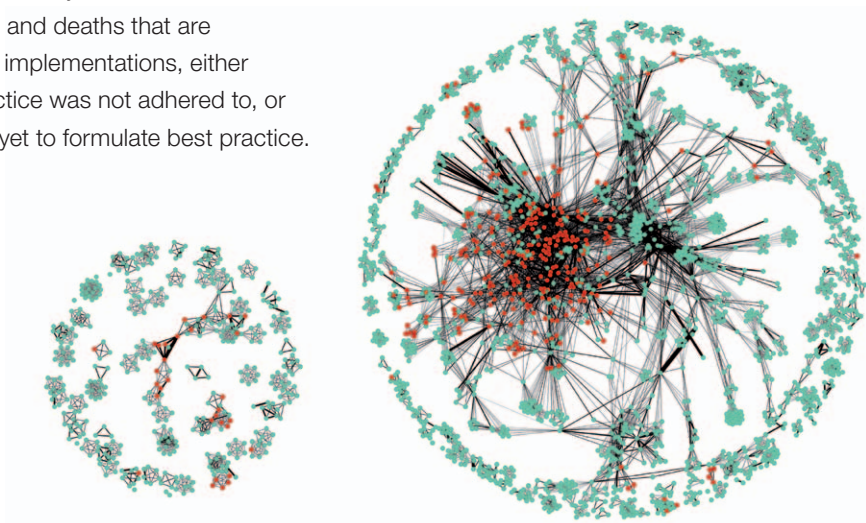 and deaths that are
implementations, either
ctice was not adhered to, or
yet to formulate best practice.